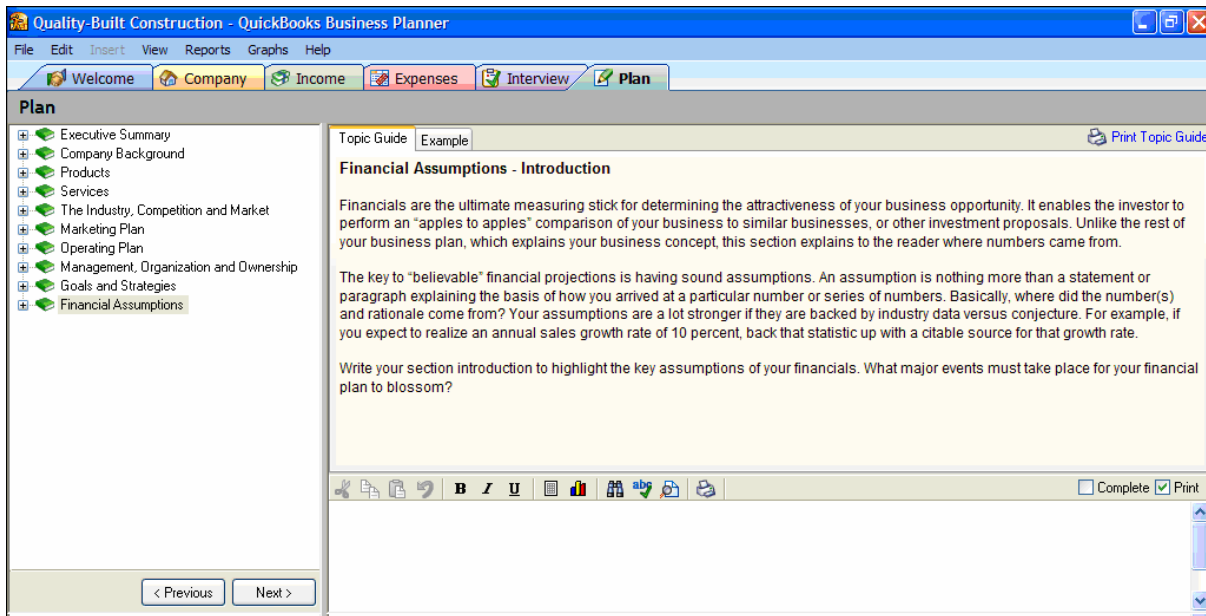 Quality-Built Construction - QuickBooks Business Planner
File Edit Insert View Reports Graphs Help
Welcome Company Income Expenses Interview Plan
Plan
Executive Summary
Company Background
Products
Services
The Industry, Competition and Market
Marketing Plan
Operating Plan
Management, Organization and Ownership
Goals and Strategies
Financial Assumptions
< Previous Next >
Topic Guide Example Print Topic Guide
Financial Assumptions - Introduction
Financials are the ultimate measuring stick for determining the attractiveness of your business opportunity. It enables the investor to
perform an “apples to apples” comparison of your business to similar businesses, or other investment proposals. Unlike the rest of
your business plan, which explains your business concept, this section explains to the reader where numbers came from.
The key to “believable” financial projections is having sound assumptions. An assumption is nothing more than a statement or
paragraph explaining the basis of how you arrived at a particular number or series of numbers. Basically, where did the number(s)
and rationale come from? Your assumptions are a lot stronger if they are backed by industry data versus conjecture. For example, if
you expect to realize an annual sales growth rate of 10 percent, back that statistic up with a citable source for that growth rate.
Write your section introduction to highlight the key assumptions of your financials. What major events must take place for your financial
plan to blossom?
B I U abc Complete Print